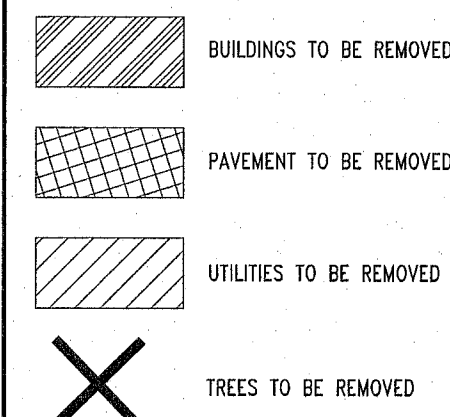 BUILDINGS TO BE REMOVED
PAVEMENT TO BE REMOVED
UTILITIES TO BE REMOVED
TREES TO BE REMOVED